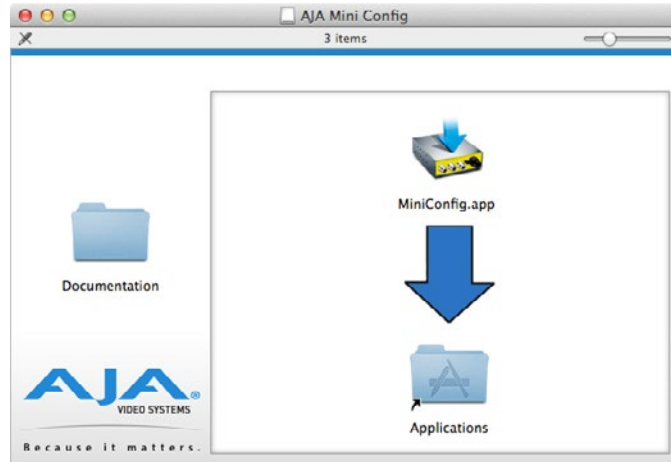 AJA Mini Config
3 items
MiniConfig.app
Documentation
Applications
AJA®
VIDEO SYSTEMS
Because it matters.